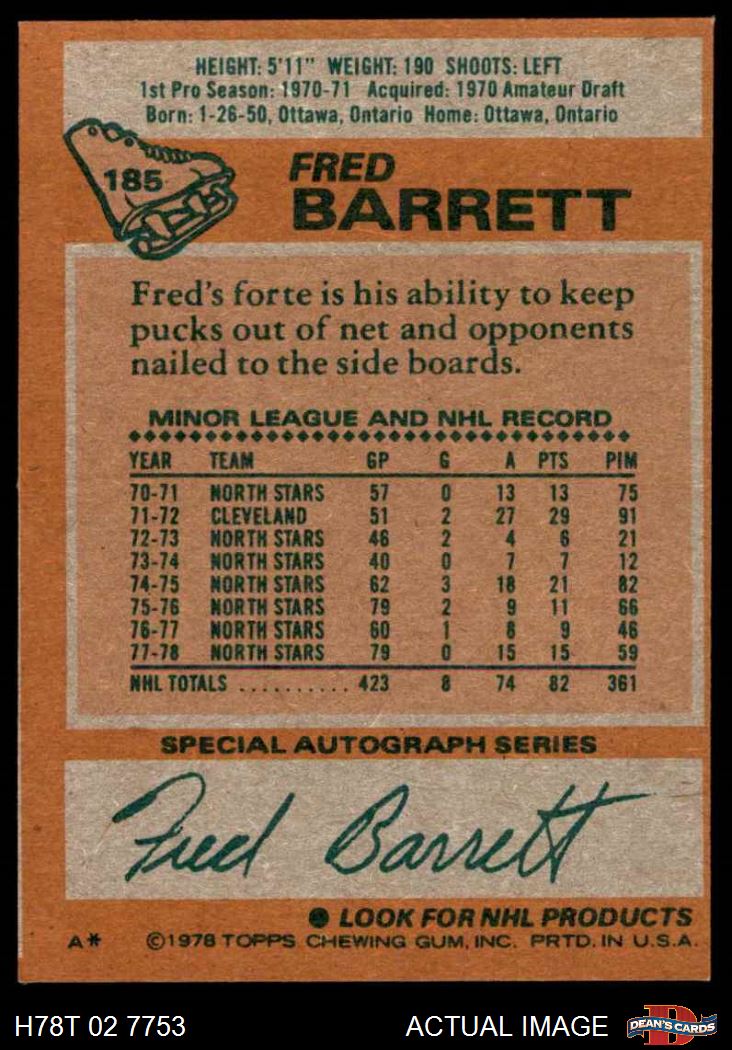 HEIGHT: 5'11" WEIGHT: 190 SHOOTS: LEFT
1st Pro Season: 1970-71 Acquired: 1970 Amateur Draft
Born: 1-26-50, Ottawa, Ontario Home: Ottawa, Ontario
185
FRED
BARRETT
Fred's forte is his ability to keep
pucks out of net and opponents
nailed to the side boards.
MINOR LEAGUE AND NHL RECORD
YEAR TEAM GP G A PTS PIM
70-71 NORTH STARS 57 0 13 13 75
71-72 CLEVELAND 51 2 27 29 91
72-73 NORTH STARS 46 2 4 6 21
73-74 NORTH STARS 40 0 7 7 12
74-75 NORTH STARS 62 3 18 21 82
75-76 NORTH STARS 79 2 9 11 66
76-77 NORTH STARS 60 1 8 9 46
77-78 NORTH STARS 79 0 15 15 59
NHL TOTALS .......... 423 8 74 82 361
SPECIAL AUTOGRAPH SERIES
Fred Barrett
● LOOK FOR NHL PRODUCTS
A* ©1978 TOPPS CHEWING GUM, INC. PRTD. IN U.S.A.
H78T 02 7753 ACTUAL IMAGE D DEAN'S CARDS